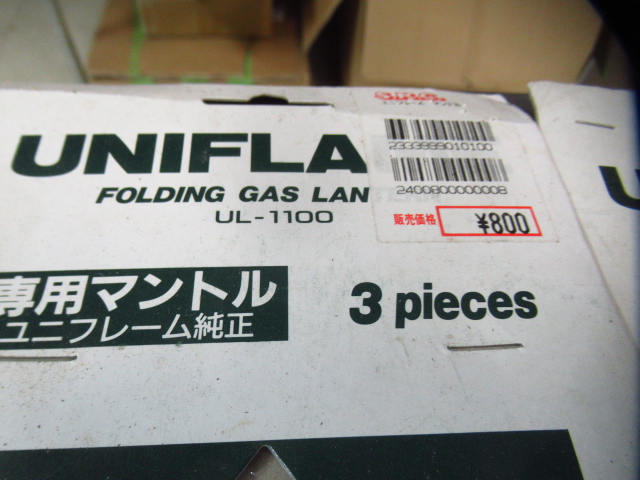 UNIFLA
2333999010100
2400800000008
FOLDING GAS LAN
UL-1100
販売価格 ¥800
専用マントル
ユニフレーム純正
3 pieces